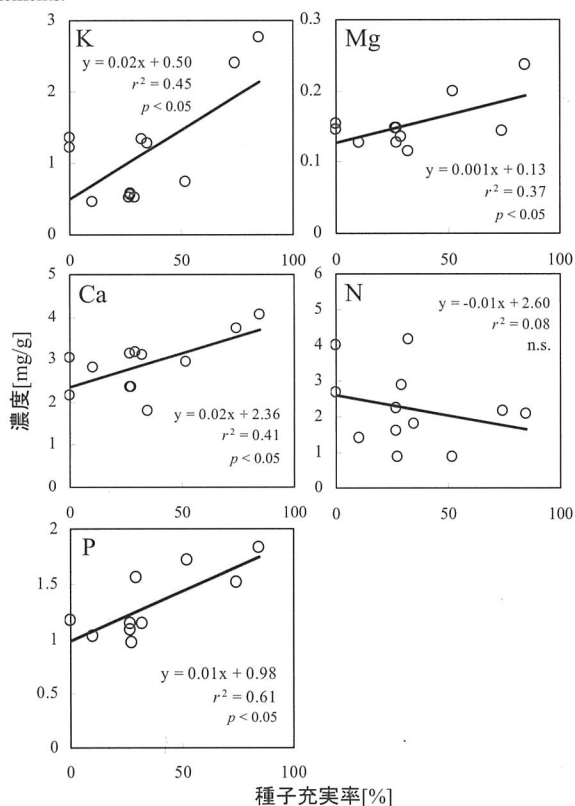 ements.
K
y = 0.02x + 0.50
r² = 0.45
p < 0.05
3
2
1
0
0
50
100
Mg
y = 0.001x + 0.13
r² = 0.37
p < 0.05
0.3
0.2
0.1
0
0
50
100
Ca
y = 0.02x + 2.36
r² = 0.41
p < 0.05
5
4
3
2
1
0
0
50
100
N
y = -0.01x + 2.60
r² = 0.08
n.s.
6
5
4
3
2
1
0
0
50
100
P
y = 0.01x + 0.98
r² = 0.61
p < 0.05
2
1.5
1
0.5
0
0
50
100
濃度[mg/g]
種子充実率[%]